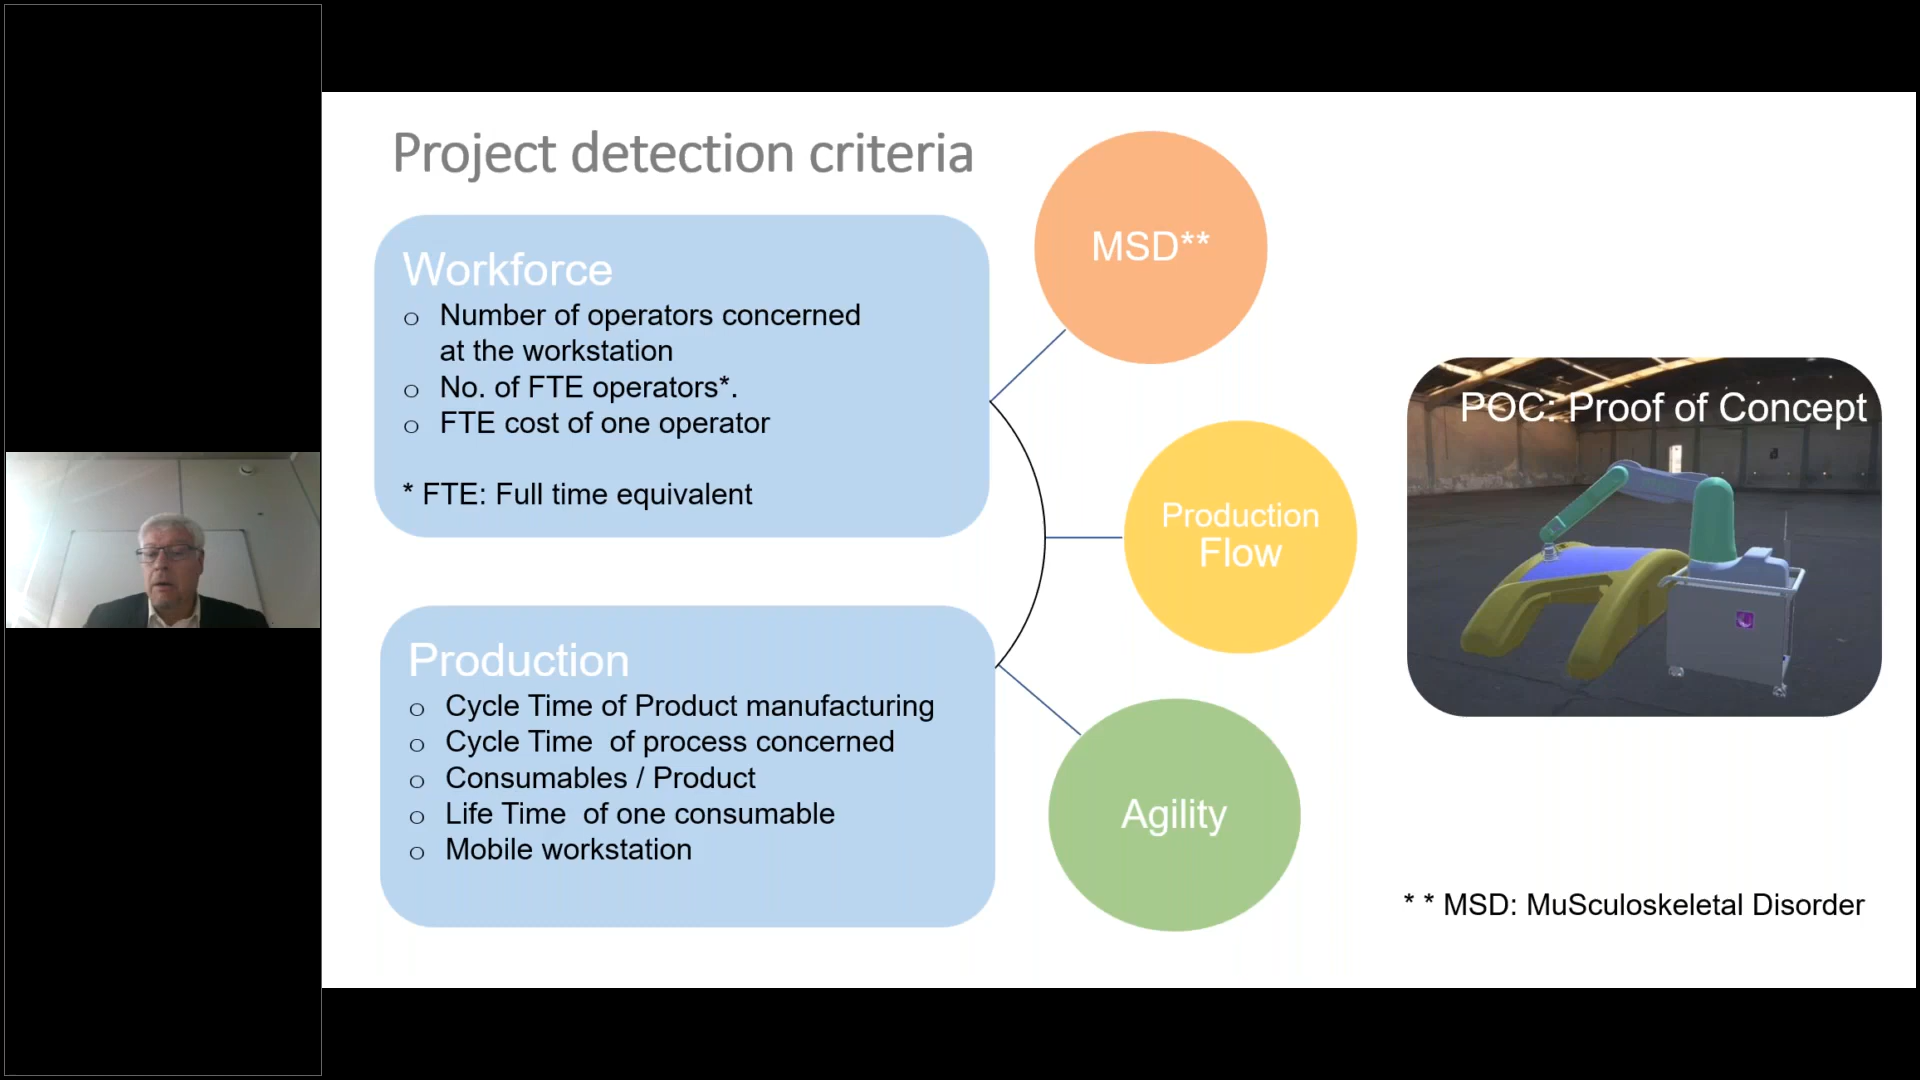 Project detection criteria
Workforce
o Number of operators concerned
at the workstation
o No. of FTE operators*.
o FTE cost of one operator
* FTE: Full time equivalent
Production
o Cycle Time of Product manufacturing
o Cycle Time  of process concerned
o Consumables / Product
o Life Time  of one consumable
o Mobile workstation
MSD**
Production
Flow
Agility
POC: Proof of Concept
* * MSD: MuSculoskeletal Disorder